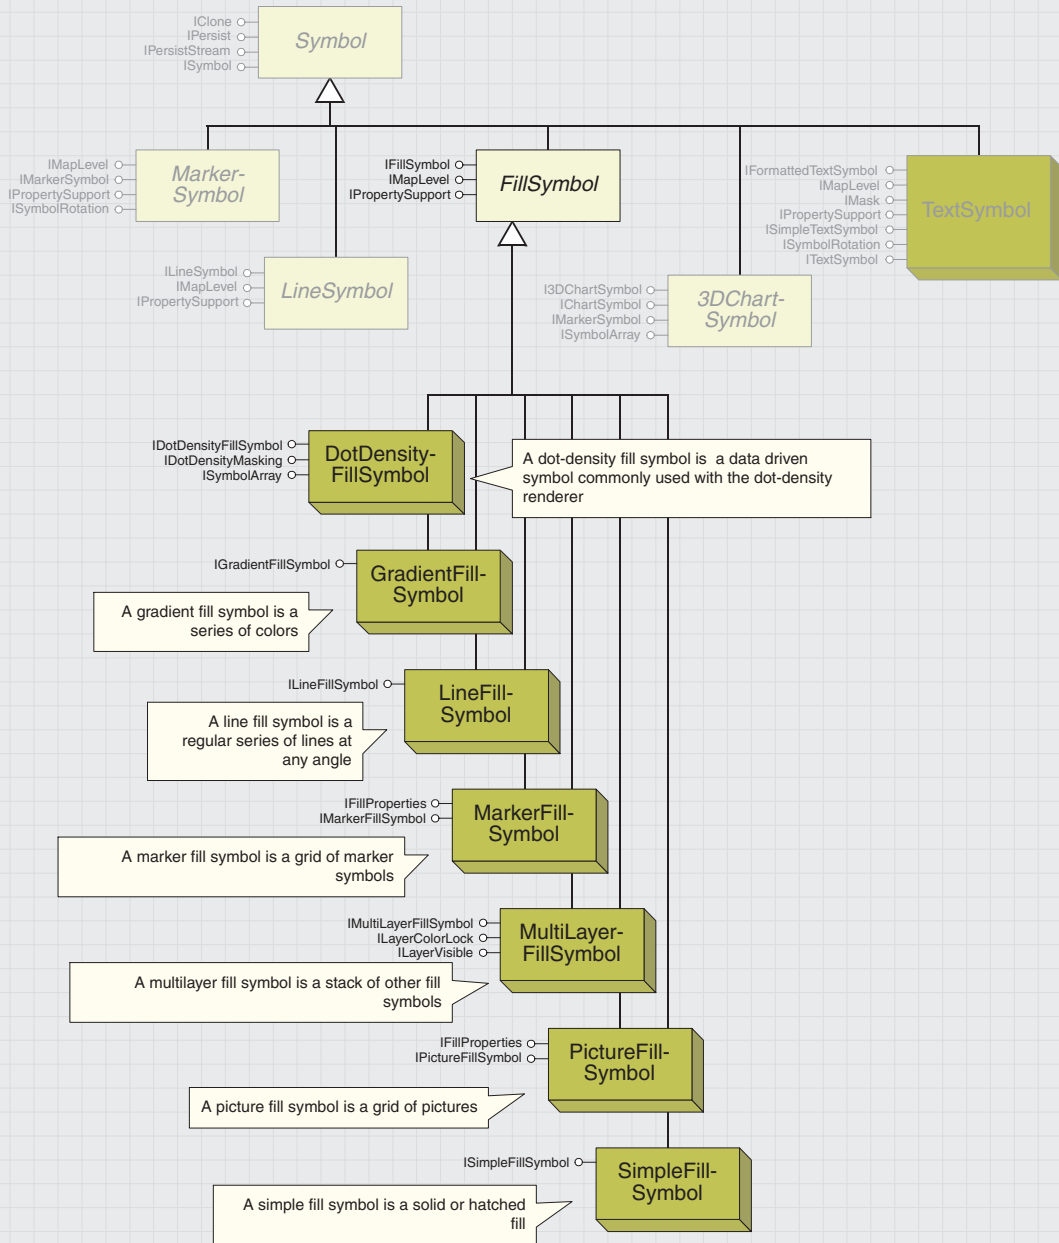 IClone
IPersist
IPersistStream
ISymbol
Symbol
IMapLevel
IMarkerSymbol
IPropertySupport
ISymbolRotation
Marker-
Symbol
IFillSymbol
IMapLevel
IPropertySupport
FillSymbol
IFormattedTextSymbol
IMapLevel
IMask
IPropertySupport
ISimpleTextSymbol
ISymbolRotation
ITextSymbol
TextSymbol
ILineSymbol
IMapLevel
IPropertySupport
LineSymbol
I3DChartSymbol
IChartSymbol
IMarkerSymbol
ISymbolArray
3DChart-
Symbol
IDotDensityFillSymbol
IDotDensityMasking
ISymbolArray
DotDensity-
FillSymbol
A dot-density fill symbol is a data driven
symbol commonly used with the dot-density
renderer
IGradientFillSymbol
GradientFill-
Symbol
A gradient fill symbol is a
series of colors
ILineFillSymbol
LineFill-
Symbol
A line fill symbol is a
regular series of lines at
any angle
IFillProperties
IMarkerFillSymbol
MarkerFill-
Symbol
A marker fill symbol is a grid of marker
symbols
IMultiLayerFillSymbol
ILayerColorLock
ILayerVisible
MultiLayer-
FillSymbol
A multilayer fill symbol is a stack of other fill
symbols
IFillProperties
IPictureFillSymbol
PictureFill-
Symbol
A picture fill symbol is a grid of pictures
ISimpleFillSymbol
SimpleFill-
Symbol
A simple fill symbol is a solid or hatched
fill